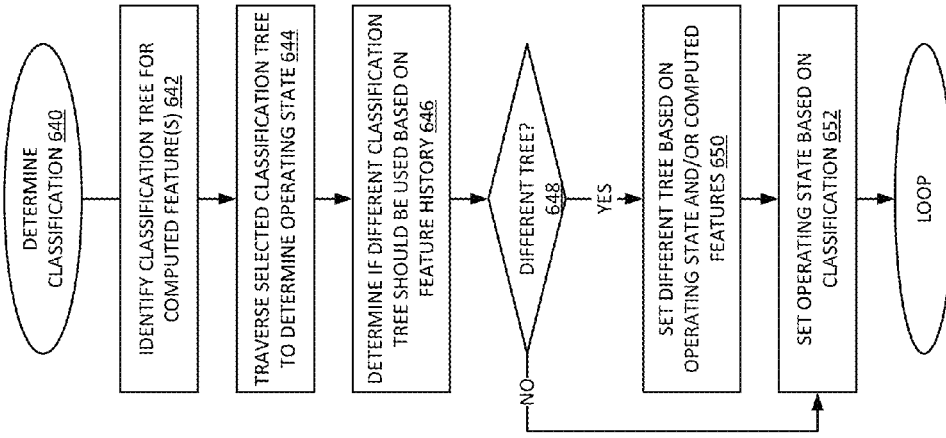 DETERMINE
CLASSIFICATION 640
IDENTIFY CLASSIFICATION TREE FOR
COMPUTED FEATURE(S) 642
TRAVERSE SELECTED CLASSIFICATION TREE
TO DETERMINE OPERATING STATE 644
DETERMINE IF DIFFERENT CLASSIFICATION
TREE SHOULD BE USED BASED ON
FEATURE HISTORY 646
DIFFERENT TREE?
648
YES
NO
SET DIFFERENT TREE BASED ON
OPERATING STATE AND/OR COMPUTED
FEATURES 650
SET OPERATING STATE BASED ON
CLASSIFICATION 652
LOOP